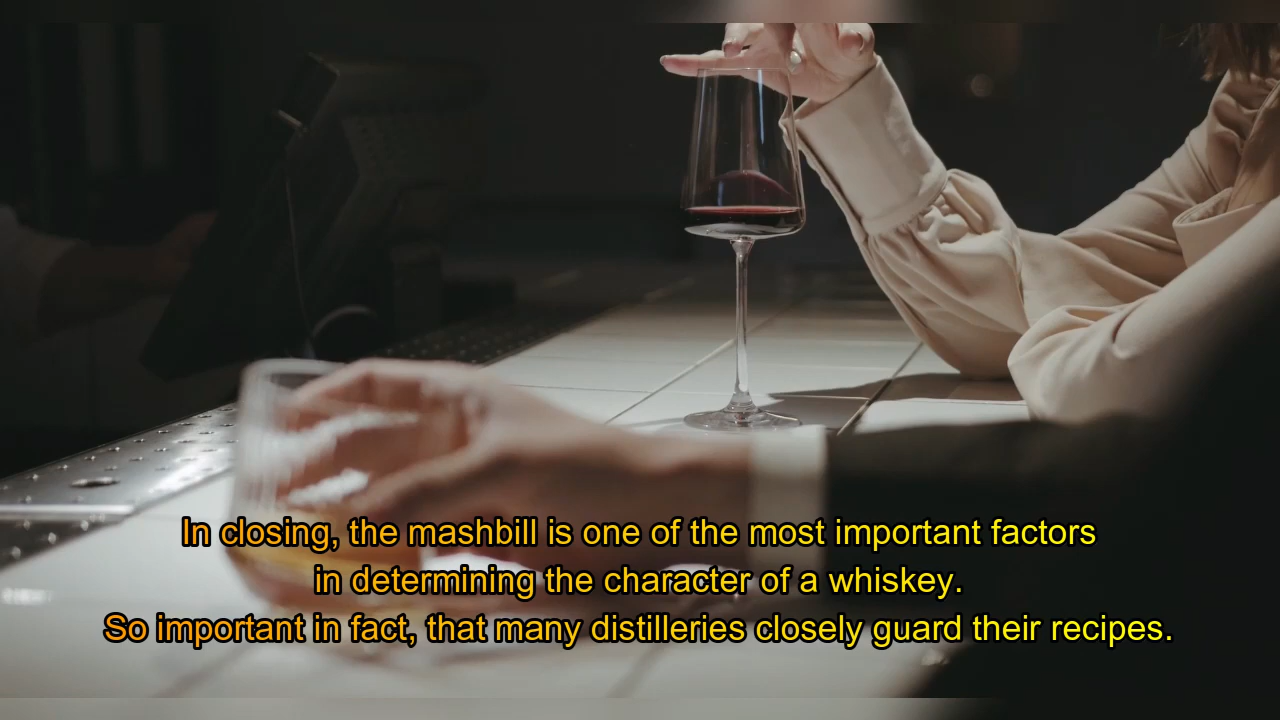 In closing, the mashbill is one of the most important factors
in determining the character of a whiskey.
So important in fact, that many distilleries closely guard their recipes.